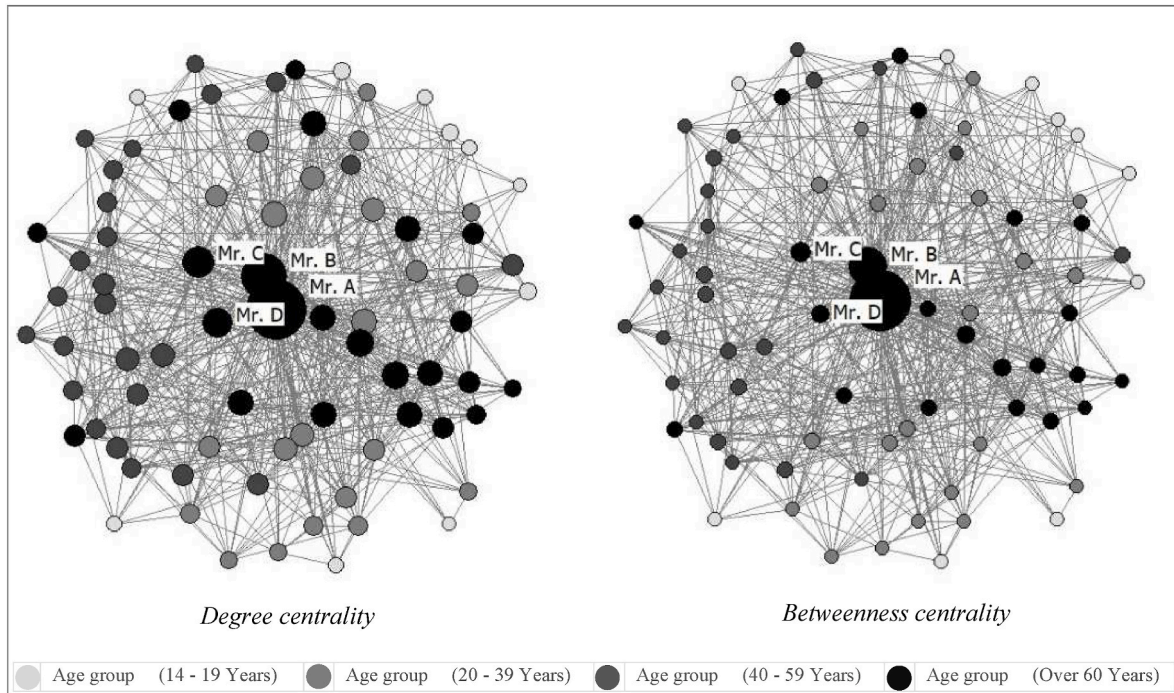 Mr. C
Mr. B
Mr. A
Mr. D
Mr. C
Mr. B
Mr. A
Mr. D
Degree centrality
Betweenness centrality
Age group (14 - 19 Years) Age group (20 - 39 Years) Age group (40 - 59 Years) Age group (Over 60 Years)